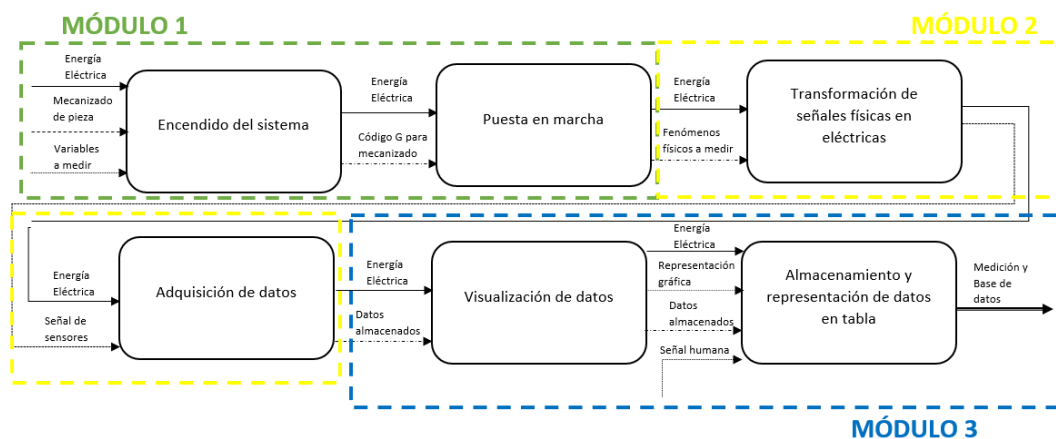 MÓDULO 1
MÓDULO 2
Energía
Eléctrica
Mecanizado
de pieza
Variables
a medir
Encendido del sistema
Energía
Eléctrica
Código G para
mecanizado
Puesta en marcha
Energía
Eléctrica
Fenómenos
físicos a medir
Transformación de
señales físicas en
eléctricas
Energía
Eléctrica
Señal de
sensores
Adquisición de datos
Energía
Eléctrica
Datos
almacenados
Visualización de datos
Energía
Eléctrica
Representación
gráfica
Datos
almacenados
Señal humana
Almacenamiento y
representación de datos
en tabla
Medición y
Base de
datos
MÓDULO 3